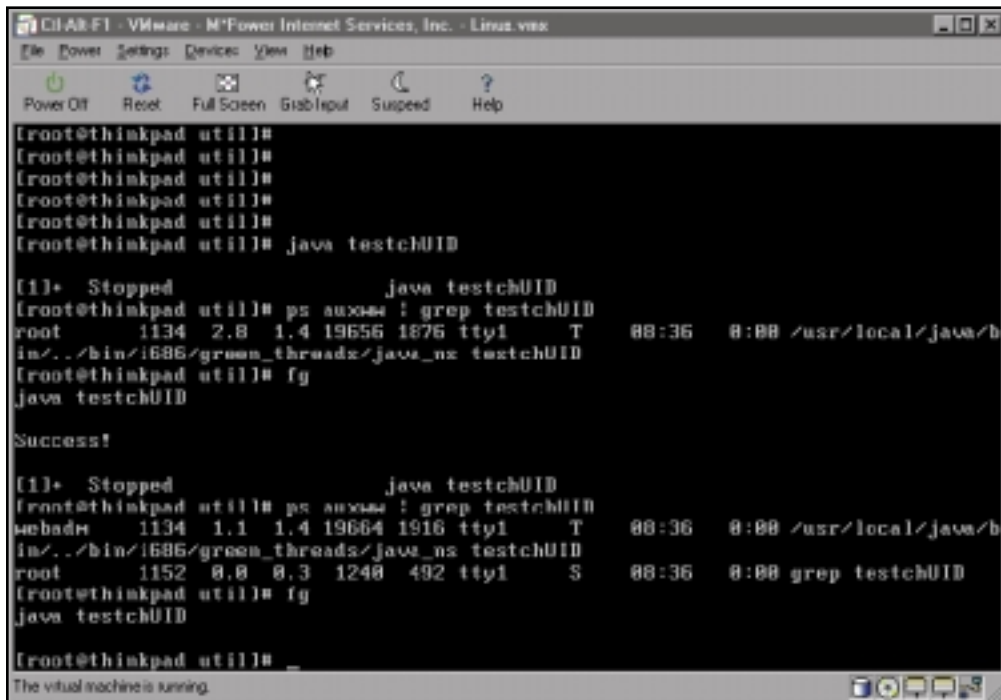 Ctl-Alt-F1 - VMware - M*Power Internet Services, Inc. - Linux.vmx
File Power Settings Devices View Help
Power Off Reset Full Screen Grab Input Suspend Help
[root@thinkpad util]#
[root@thinkpad util]#
[root@thinkpad util]#
[root@thinkpad util]#
[root@thinkpad util]#
[root@thinkpad util]# java testchUID
[1]+ Stopped java testchUID
[root@thinkpad util]# ps auxww | grep testchUID
root 1134 2.8 1.4 19656 1876 tty1 T 08:36 0:00 /usr/local/java/b
in/../bin/i686/green_threads/java_ns testchUID
[root@thinkpad util]# fg
java testchUID
Success!
[1]+ Stopped java testchUID
[root@thinkpad util]# ps auxww | grep testchUID
webadm 1134 1.1 1.4 19664 1916 tty1 T 08:36 0:00 /usr/local/java/b
in/../bin/i686/green_threads/java_ns testchUID
root 1152 0.0 0.3 1240 492 tty1 S 08:36 0:00 grep testchUID
[root@thinkpad util]# fg
java testchUID
[root@thinkpad util]# _
The virtual machine is running.